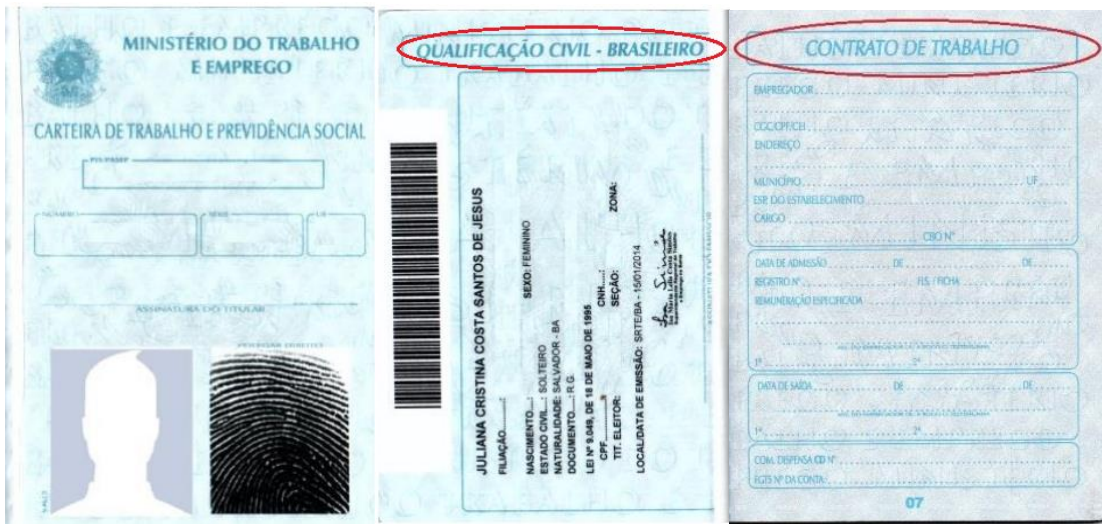 MINISTÉRIO DO TRABALHO
E EMPREGO
CARTEIRA DE TRABALHO E PREVIDÊNCIA SOCIAL
PIS/PASEP
NÚMERO SÉRIE UF
ASSINATURA DO TITULAR
POLEGAR DIREITO
QUALIFICAÇÃO CIVIL - BRASILEIRO
JULIANA CRISTINA COSTA SANTOS DE JESUS
FILIAÇÃO.....:
NASCIMENTO....: SEXO: FEMININO
ESTADO CIVIL...: SOLTEIRO
NATURALIDADE: SALVADOR - BA
DOCUMENTO....: R.G.
LEI Nº 9.049, DE 18 DE MAIO DE 1995
CPF..........: CNH....:
TIT. ELEITOR: SEÇÃO: ZONA:
LOCAL/DATA DE EMISSÃO: SRTE/BA - 15/01/2014
CONTRATO DE TRABALHO
EMPREGADOR
CGC/CPF/CEI
ENDEREÇO
MUNICÍPIO UF
ESP. DO ESTABELECIMENTO
CARGO
CBO Nº
DATA DE ADMISSÃO DE DE
REGISTRO Nº FLS. / FICHA
REMUNERAÇÃO ESPECIFICADA
1ª 2ª
DATA DE SAÍDA DE DE
1ª 2ª
COM. DISPENSA CD Nº
FGTS Nº DA CONTA
07